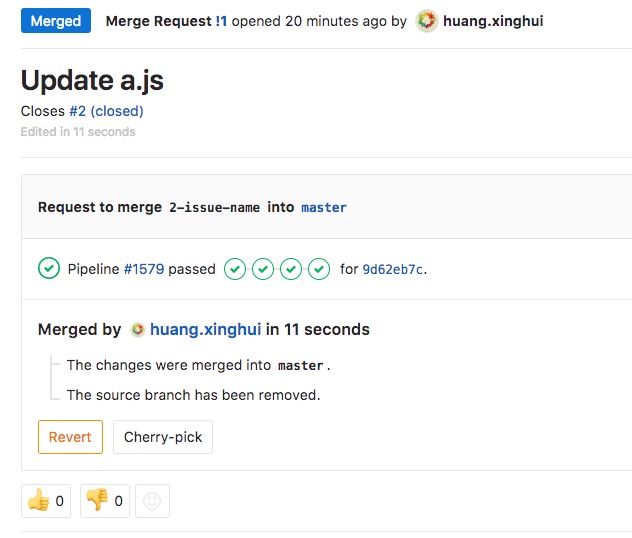 Merged Merge Request !1 opened 20 minutes ago by huang.xinghui
Update a.js
Closes #2 (closed)
Edited in 11 seconds
Request to merge 2-issue-name into master
Pipeline #1579 passed for 9d62eb7c.
Merged by huang.xinghui in 11 seconds
The changes were merged into master.
The source branch has been removed.
Revert Cherry-pick
0 0